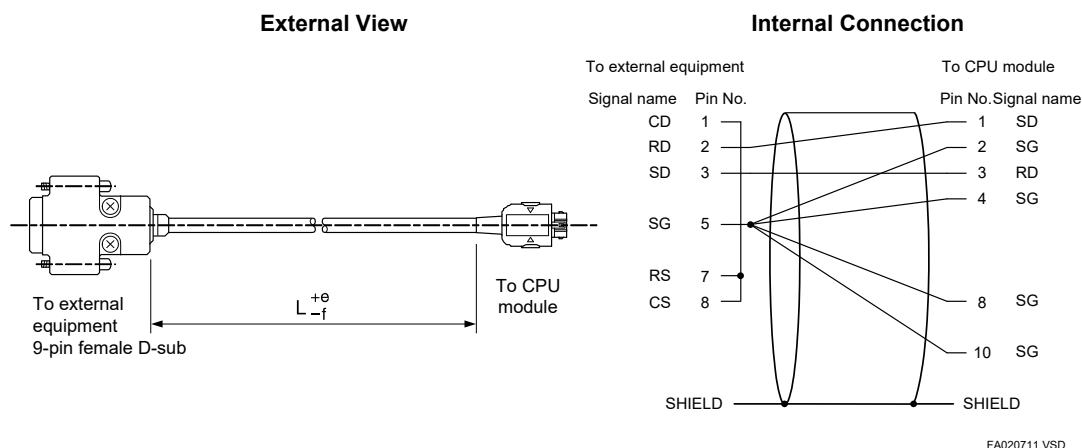 External View
Internal Connection
To external equipment
To CPU module
Signal name Pin No.
Pin No.Signal name
CD 1
1 SD
RD 2
2 SG
SD 3
3 RD
4 SG
SG 5
RS 7
CS 8
8 SG
10 SG
SHIELD
SHIELD
To external
equipment
9-pin female D-sub
L +e −f
To CPU
module
FA020711.VSD